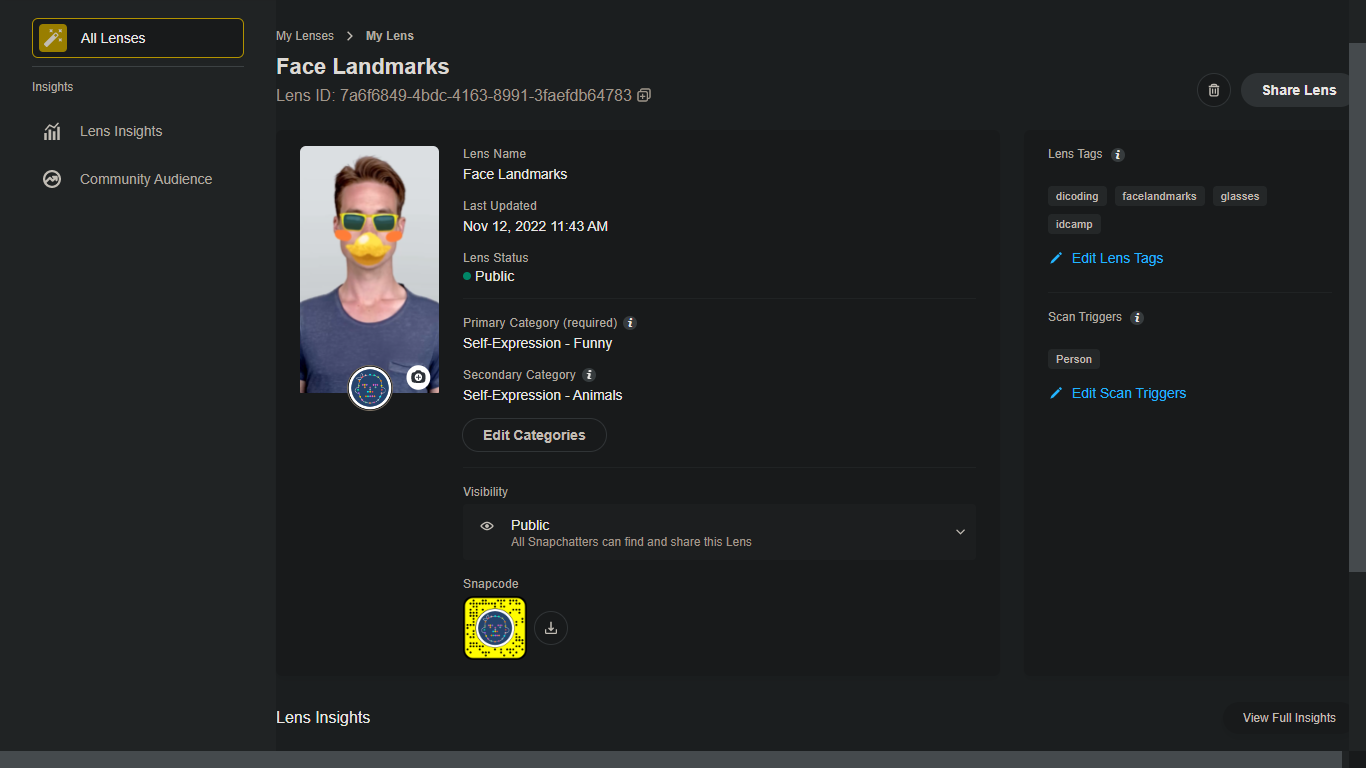 All Lenses
Insights
Lens Insights
Community Audience
My Lenses > My Lens
Face Landmarks
Lens ID: 7a6f6849-4bdc-4163-8991-3faefdb64783
Share Lens
Lens Name
Face Landmarks
Last Updated
Nov 12, 2022 11:43 AM
Lens Status
Public
Primary Category (required)
Self-Expression - Funny
Secondary Category
Self-Expression - Animals
Edit Categories
Visibility
Public
All Snapchatters can find and share this Lens
Snapcode
Lens Tags
dicoding facelandmarks glasses
idcamp
Edit Lens Tags
Scan Triggers
Person
Edit Scan Triggers
Lens Insights
View Full Insights